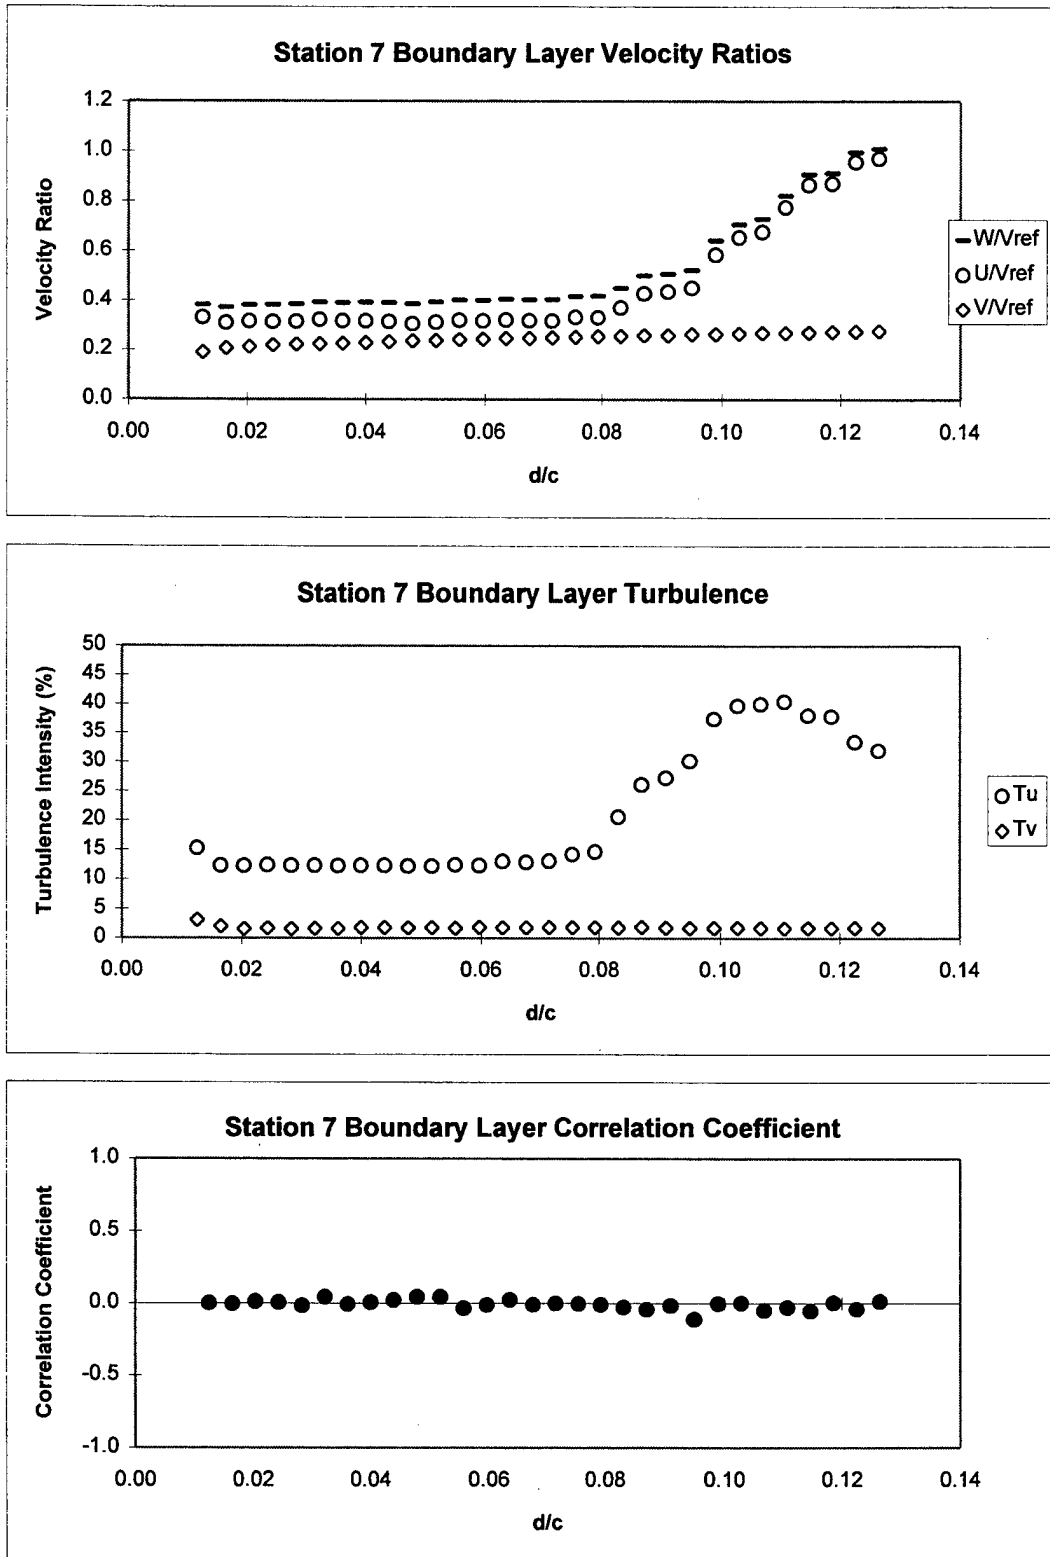 Station 7 Boundary Layer Velocity Ratios
1.2
1.0
0.8
0.6
0.4
0.2
0.0
Velocity Ratio
0.00 0.02 0.04 0.06 0.08 0.10 0.12 0.14
d/c
W/Vref
U/Vref
V/Vref
Station 7 Boundary Layer Turbulence
50
45
40
35
30
25
20
15
10
5
0
Turbulence Intensity (%)
0.00 0.02 0.04 0.06 0.08 0.10 0.12 0.14
d/c
Tu
Tv
Station 7 Boundary Layer Correlation Coefficient
1.0
0.5
0.0
-0.5
-1.0
Correlation Coefficient
0.00 0.02 0.04 0.06 0.08 0.10 0.12 0.14
d/c